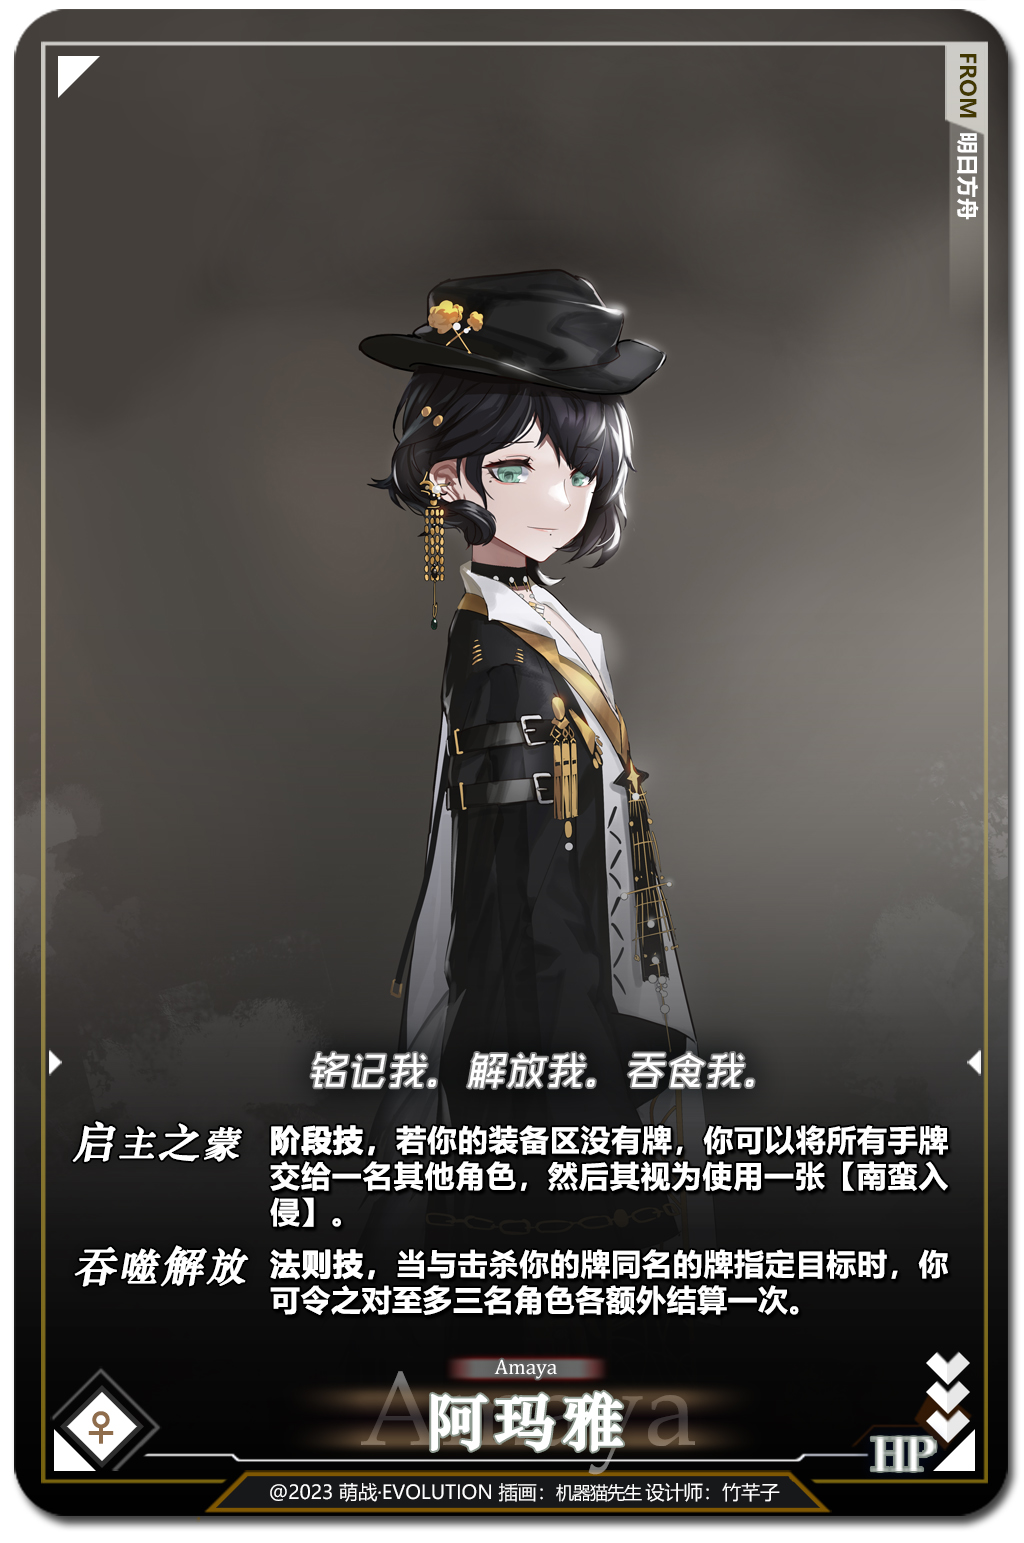 FROM 明日方舟
铭记我。解放我。吞食我。
启主之蒙
阶段技，若你的装备区没有牌，你可以将所有手牌
交给一名其他角色，然后其视为使用一张【南蛮入
侵】。
吞噬解放
法则技，当与击杀你的牌同名的牌指定目标时，你
可令之对至多三名角色各额外结算一次。
Amaya
Amaya
阿玛雅
HP
@2023 萌战·EVOLUTION 插画：机器猫先生 设计师：竹芊子